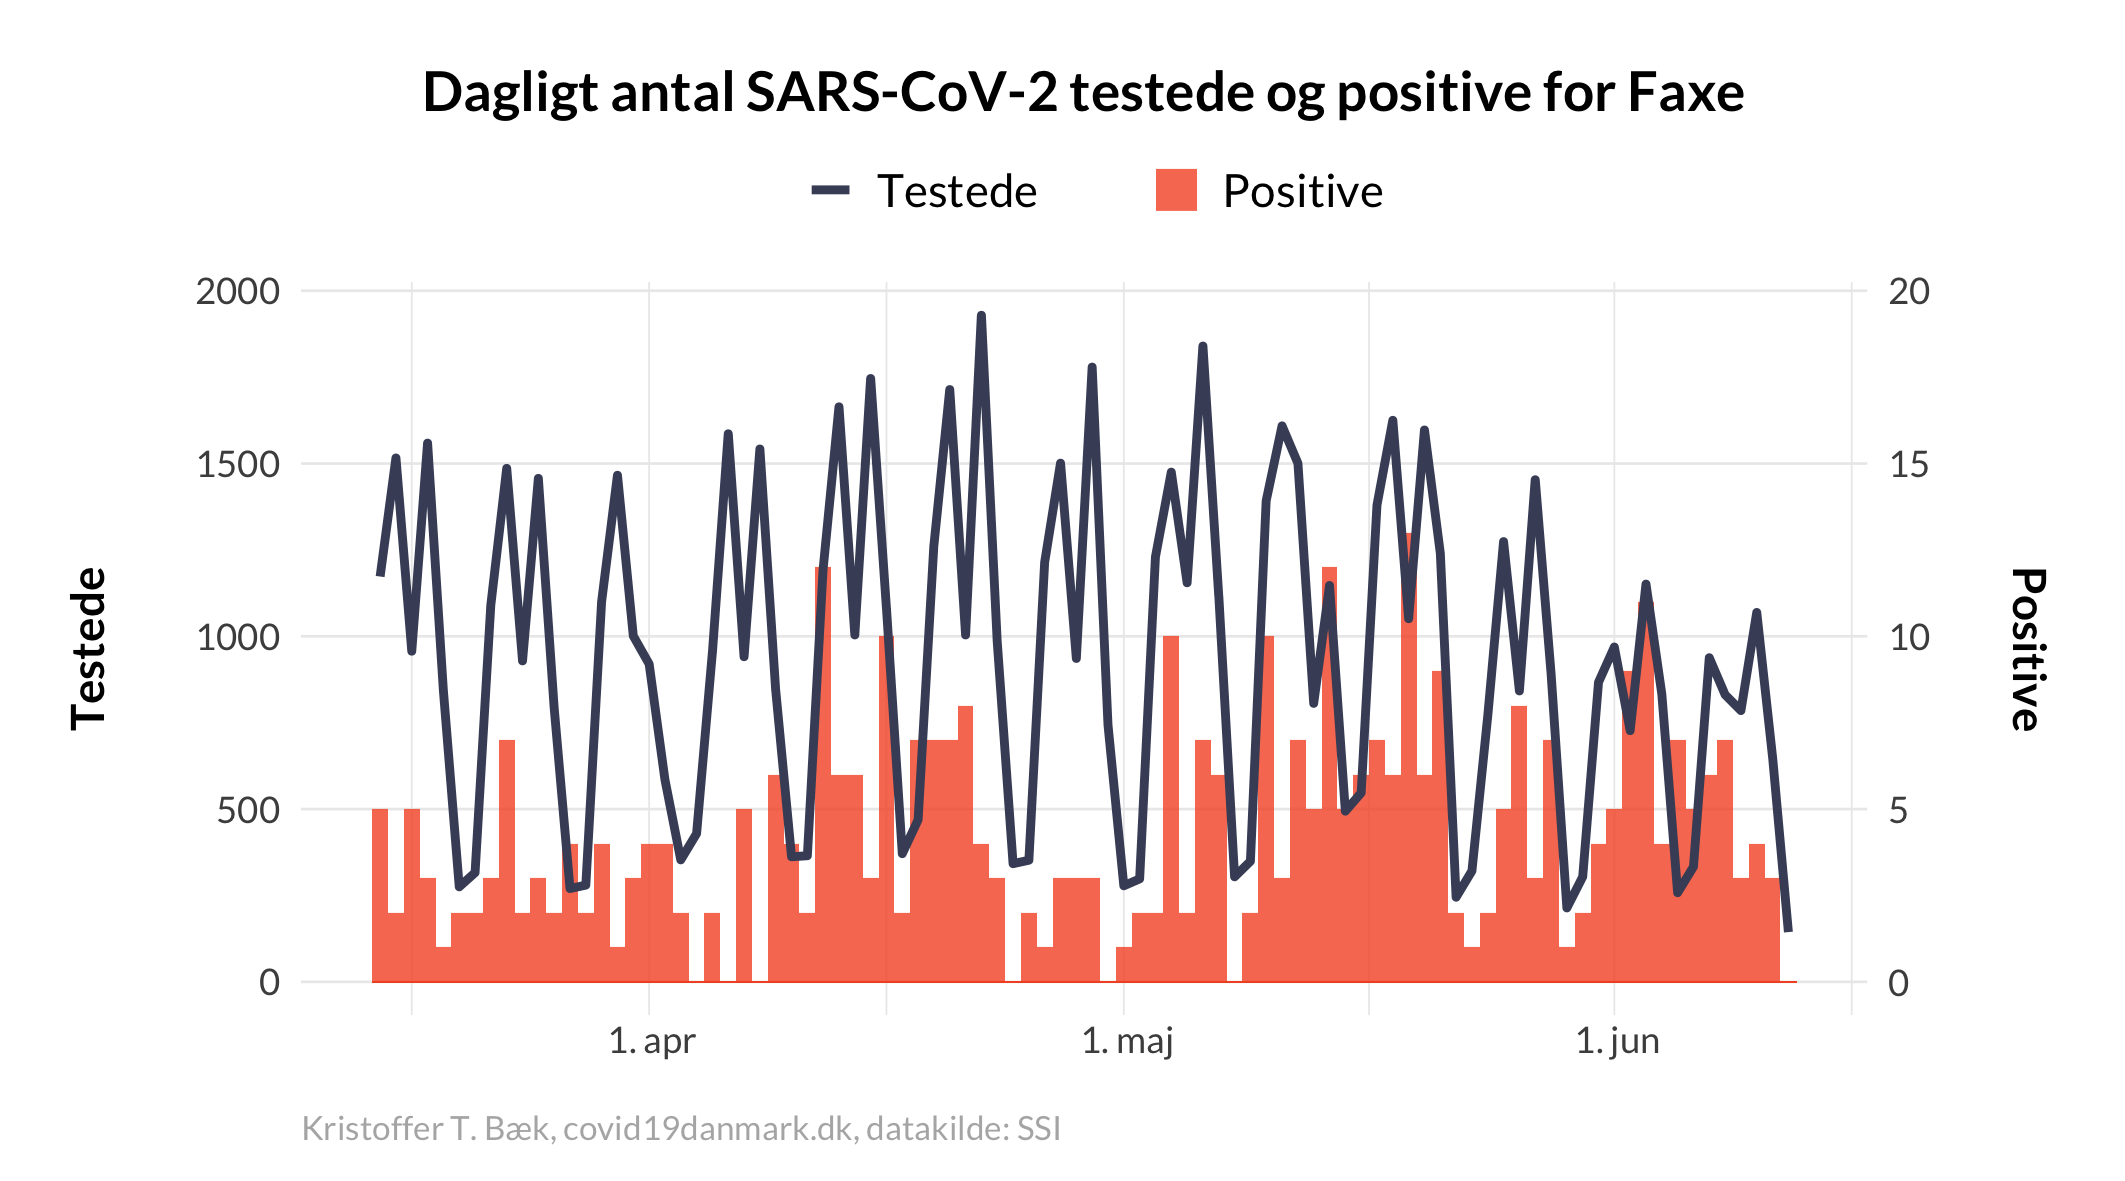 Dagligt antal SARS-CoV-2 testede og positive for Faxe
Testede
Positive
2000
1500
1000
500
0
20
15
10
5
0
Testede
Positive
1. apr
1. maj
1. jun
Kristoffer T. Bæk, covid19danmark.dk, datakilde: SSI